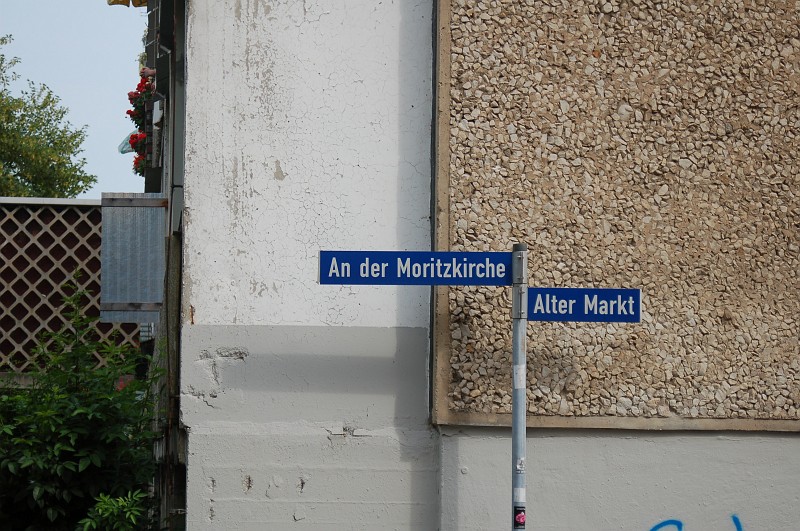 An der Moritzkirche
Alter Markt